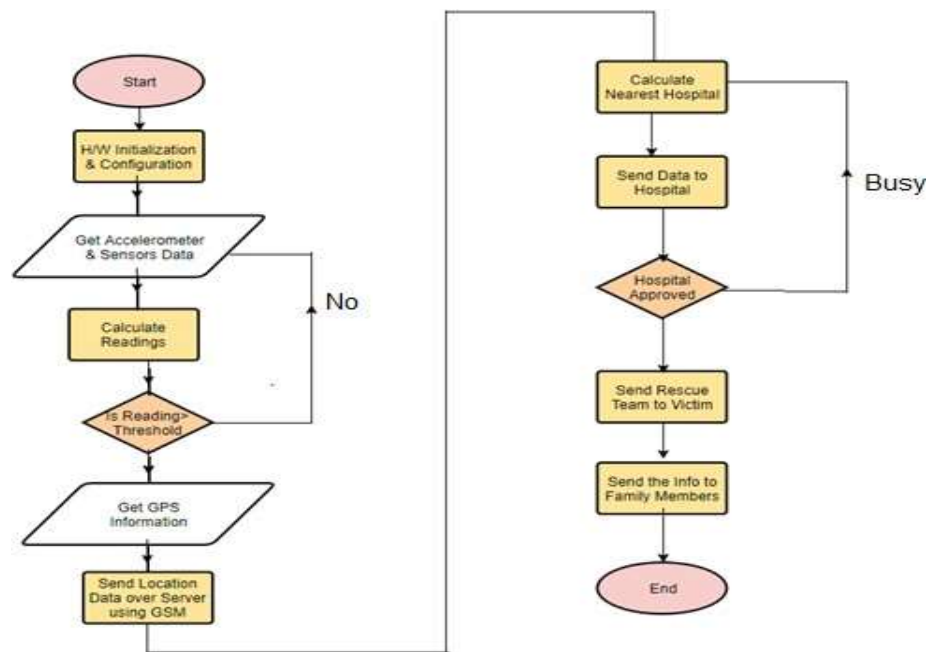 Start
H/W Initialization
& Configuration
Get Accelerometer
& Sensors Data
No
Calculate
Readings
Is Reading>
Threshold
Get GPS
Information
Send Location
Data over Server
using GSM
Calculate
Nearest Hospital
Send Data to
Hospital
Busy
Hospital
Approved
Send Rescue
Team to Victim
Send the Info to
Family Members
End